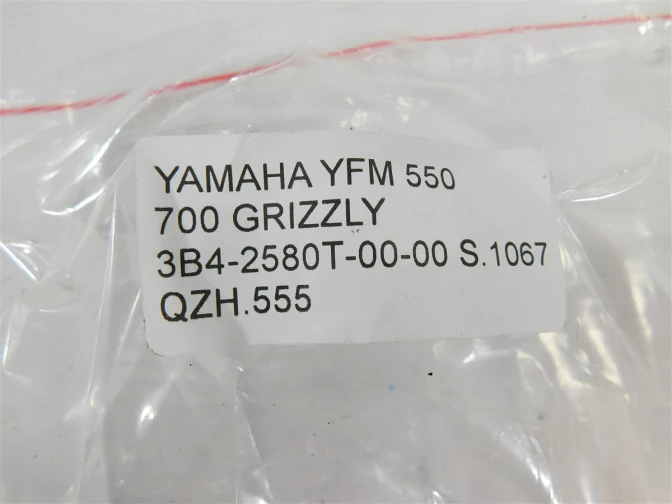 YAMAHA YFM 550
700 GRIZZLY
3B4-2580T-00-00 S.1067
QZH.555